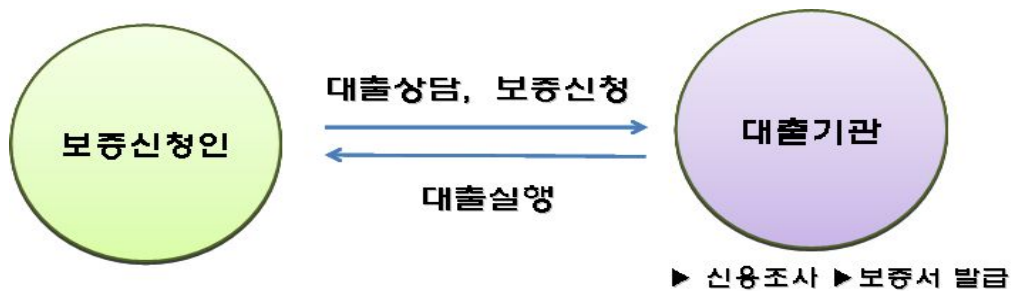 대출상담, 보증신청
보증신청인
대출기관
대출실행
▶ 신용조사 ▶보증서 발급